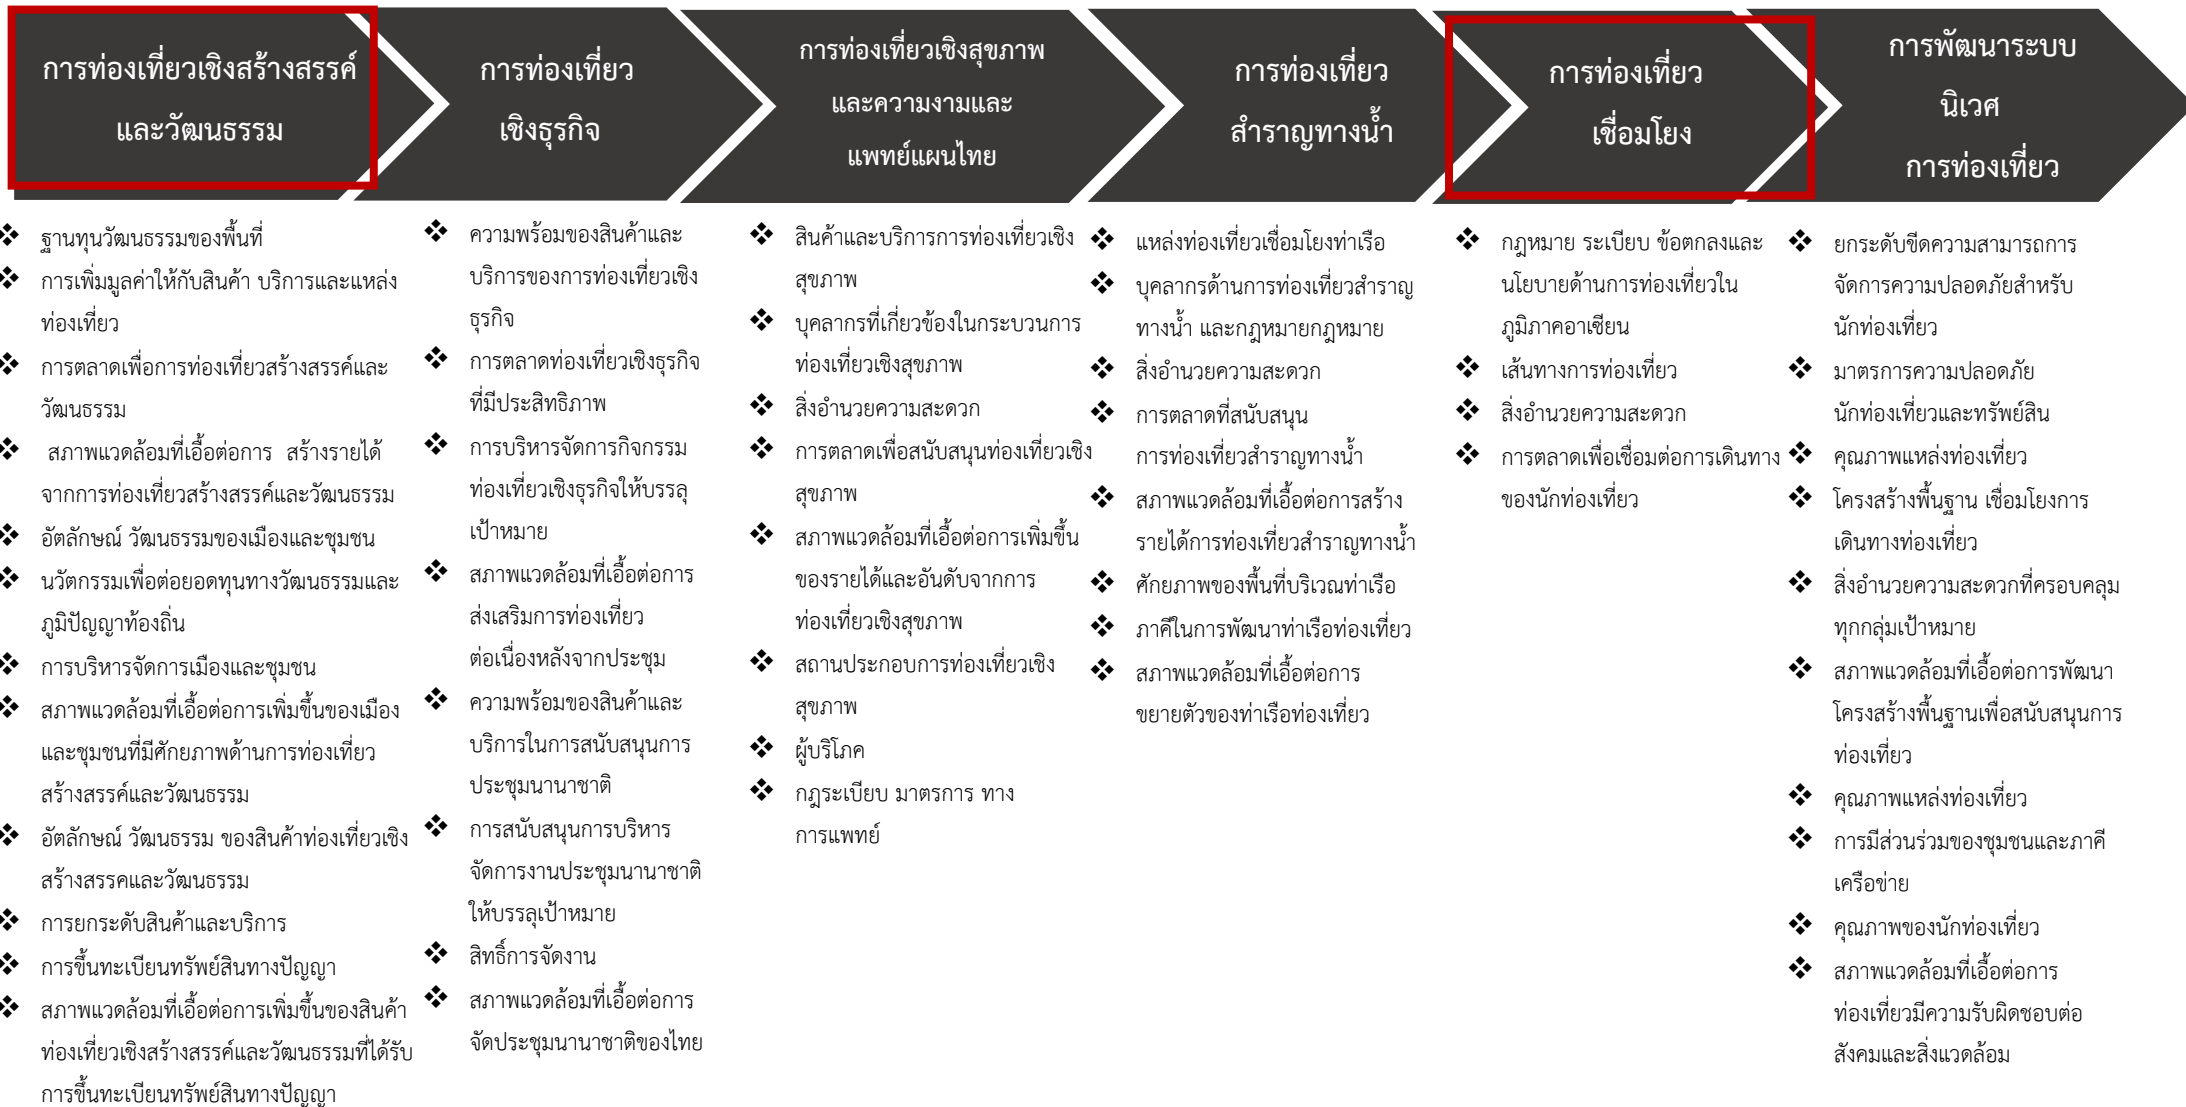 การท่องเที่ยวเชิงสร้างสรรค์
และวัฒนธรรม
การท่องเที่ยว
เชิงธุรกิจ
การท่องเที่ยวเชิงสุขภาพ
และความงามและ
แพทย์แผนไทย
การท่องเที่ยว
สำราญทางน้ำ
การท่องเที่ยว
เชื่อมโยง
การพัฒนาระบบ
นิเวศ
การท่องเที่ยว
❖ ฐานทุนวัฒนธรรมของพื้นที่
❖ การเพิ่มมูลค่าให้กับสินค้า บริการและแหล่ง
ท่องเที่ยว
❖ การตลาดเพื่อการท่องเที่ยวสร้างสรรค์และ
วัฒนธรรม
❖ สภาพแวดล้อมที่เอื้อต่อการ สร้างรายได้
จากการท่องเที่ยวสร้างสรรค์และวัฒนธรรม
❖ อัตลักษณ์ วัฒนธรรมของเมืองและชุมชน
❖ นวัตกรรมเพื่อต่อยอดทุนทางวัฒนธรรมและ
ภูมิปัญญาท้องถิ่น
❖ การบริหารจัดการเมืองและชุมชน
❖ สภาพแวดล้อมที่เอื้อต่อการเพิ่มขึ้นของเมือง
และชุมชนที่มีศักยภาพด้านการท่องเที่ยว
สร้างสรรค์และวัฒนธรรม
❖ อัตลักษณ์ วัฒนธรรม ของสินค้าท่องเที่ยวเชิง
สร้างสรรคและวัฒนธรรม
❖ การยกระดับสินค้าและบริการ
❖ การขึ้นทะเบียนทรัพย์สินทางปัญญา
❖ สภาพแวดล้อมที่เอื้อต่อการเพิ่มขึ้นของสินค้า
ท่องเที่ยวเชิงสร้างสรรค์และวัฒนธรรมที่ได้รับ
การขึ้นทะเบียนทรัพย์สินทางปัญญา
❖ ความพร้อมของสินค้าและ
บริการของการท่องเที่ยวเชิง
ธุรกิจ
❖ การตลาดท่องเที่ยวเชิงธุรกิจ
ที่มีประสิทธิภาพ
❖ การบริหารจัดการกิจกรรม
ท่องเที่ยวเชิงธุรกิจให้บรรลุ
เป้าหมาย
❖ สภาพแวดล้อมที่เอื้อต่อการ
ส่งเสริมการท่องเที่ยว
ต่อเนื่องหลังจากประชุม
❖ ความพร้อมของสินค้าและ
บริการในการสนับสนุนการ
ประชุมนานาชาติ
❖ การสนับสนุนการบริหาร
จัดการงานประชุมนานาชาติ
ให้บรรลุเป้าหมาย
❖ สิทธิ์การจัดงาน
❖ สภาพแวดล้อมที่เอื้อต่อการ
จัดประชุมนานาชาติของไทย
❖ สินค้าและบริการการท่องเที่ยวเชิง
สุขภาพ
❖ บุคลากรที่เกี่ยวข้องในกระบวนการ
ท่องเที่ยวเชิงสุขภาพ
❖ สิ่งอำนวยความสะดวก
❖ การตลาดเพื่อสนับสนุนท่องเที่ยวเชิง
สุขภาพ
❖ สภาพแวดล้อมที่เอื้อต่อการเพิ่มขึ้น
ของรายได้และอันดับจากการ
ท่องเที่ยวเชิงสุขภาพ
❖ สถานประกอบการท่องเที่ยวเชิง
สุขภาพ
❖ ผู้บริโภค
❖ กฎระเบียบ มาตรการ ทาง
การแพทย์
❖ แหล่งท่องเที่ยวเชื่อมโยงท่าเรือ
❖ บุคลากรด้านการท่องเที่ยวสำราญ
ทางน้ำ และกฎหมายกฎหมาย
❖ สิ่งอำนวยความสะดวก
❖ การตลาดที่สนับสนุน
การท่องเที่ยวสำราญทางน้ำ
❖ สภาพแวดล้อมที่เอื้อต่อการสร้าง
รายได้การท่องเที่ยวสำราญทางน้ำ
❖ ศักยภาพของพื้นที่บริเวณท่าเรือ
❖ ภาคีในการพัฒนาท่าเรือท่องเที่ยว
❖ สภาพแวดล้อมที่เอื้อต่อการ
ขยายตัวของท่าเรือท่องเที่ยว
❖ กฎหมาย ระเบียบ ข้อตกลงและ
นโยบายด้านการท่องเที่ยวใน
ภูมิภาคอาเซียน
❖ เส้นทางการท่องเที่ยว
❖ สิ่งอำนวยความสะดวก
❖ การตลาดเพื่อเชื่อมต่อการเดินทาง
ของนักท่องเที่ยว
❖ ยกระดับขีดความสามารถการ
จัดการความปลอดภัยสำหรับ
นักท่องเที่ยว
❖ มาตรการความปลอดภัย
นักท่องเที่ยวและทรัพย์สิน
❖ คุณภาพแหล่งท่องเที่ยว
❖ โครงสร้างพื้นฐาน เชื่อมโยงการ
เดินทางท่องเที่ยว
❖ สิ่งอำนวยความสะดวกที่ครอบคลุม
ทุกกลุ่มเป้าหมาย
❖ สภาพแวดล้อมที่เอื้อต่อการพัฒนา
โครงสร้างพื้นฐานเพื่อสนับสนุนการ
ท่องเที่ยว
❖ คุณภาพแหล่งท่องเที่ยว
❖ การมีส่วนร่วมของชุมชนและภาคี
เครือข่าย
❖ คุณภาพของนักท่องเที่ยว
❖ สภาพแวดล้อมที่เอื้อต่อการ
ท่องเที่ยวมีความรับผิดชอบต่อ
สังคมและสิ่งแวดล้อม